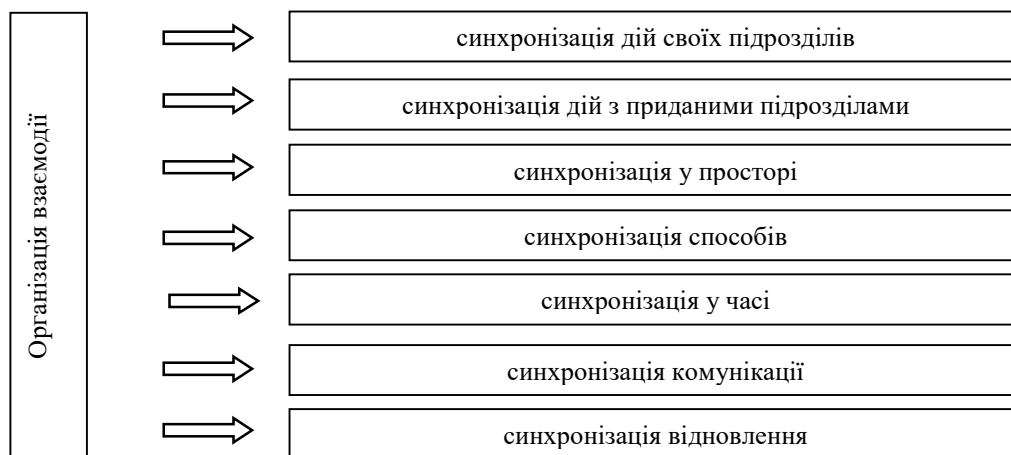 Організація взаємодії
синхронізація дій своїх підрозділів
синхронізація дій з приданими підрозділами
синхронізація у просторі
синхронізація способів
синхронізація у часі
синхронізація комунікації
синхронізація відновлення